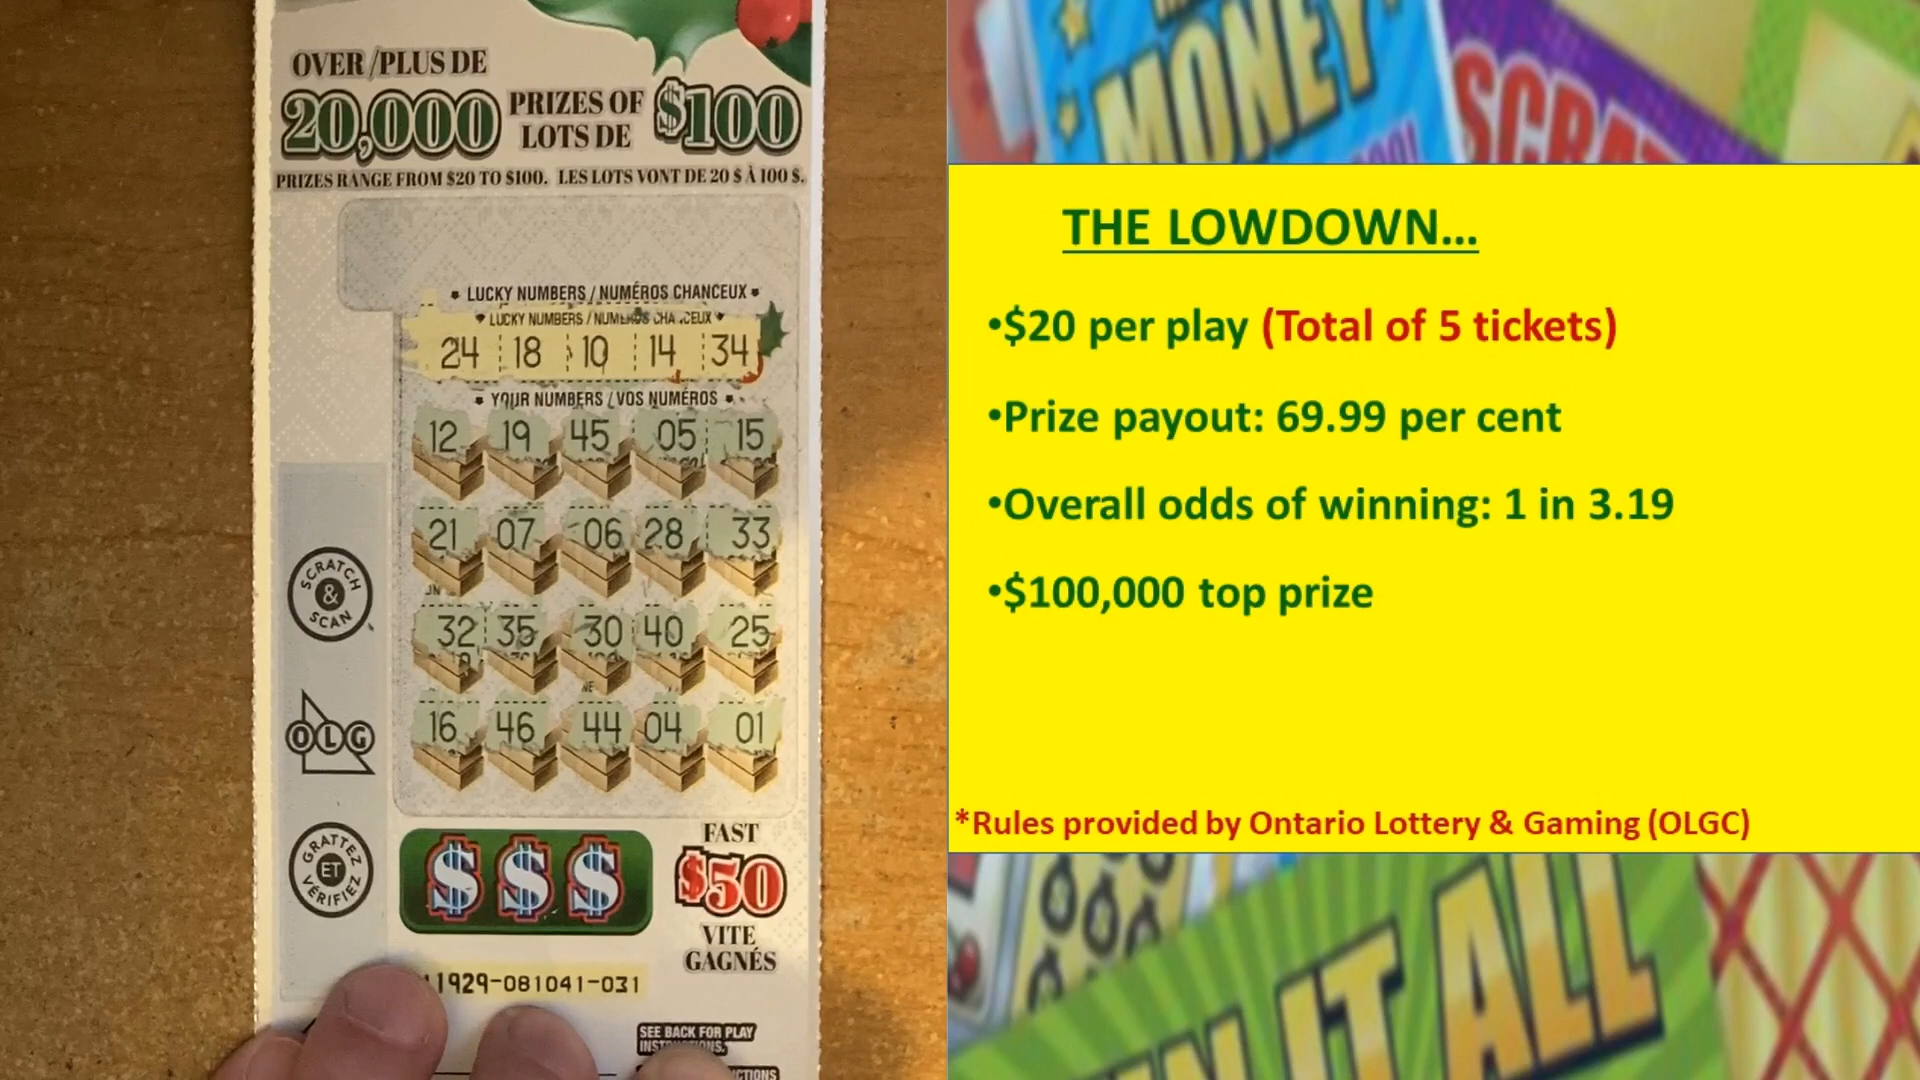 OVER/PLUS DE
20,000 PRIZES OF LOTS DE $100
PRIZES RANGE FROM $20 TO $100. LES LOTS VONT DE 20 $ À 100 $.
LUCKY NUMBERS / NUMÉROS CHANCEUX
LUCKY NUMBERS /
24 18 10 14 34
YOUR NUMBERS / VOS NUMÉROS
12 19 45 05 15
21 07 06 28 33
32 35 30 40 25
16 46 44 04 01
SCRATCH & SCAN
OLG
GRATTEZ ET VÉRIFIEZ
$ $ $
FAST
$50
VITE
GAGNÉS
1929-081041-031
SEE BACK FOR PLAY
INSTRUCTIONS.
MONEY
THE LOWDOWN...
•$20 per play (Total of 5 tickets)
•Prize payout: 69.99 per cent
•Overall odds of winning: 1 in 3.19
•$100,000 top prize
*Rules provided by Ontario Lottery & Gaming (OLGC)
IT ALL